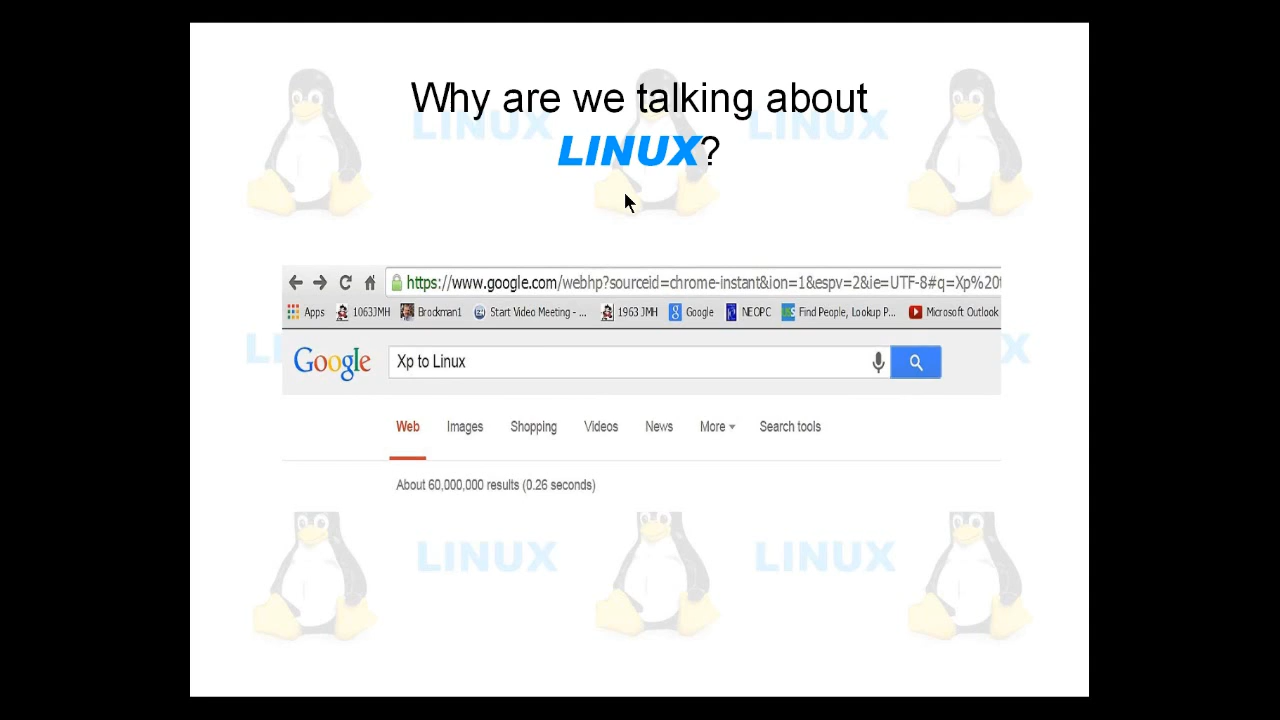 Why are we talking about
LINUX?
LINUX LINUX
https://www.google.com/webhp?sourceid=chrome-instant&ion=1&espv=2&ie=UTF-8#q=Xp%20t
Apps 1063JMH Brockman1 Start Video Meeting - ... 1963 JMH Google NEOPC Find People, Lookup P... Microsoft Outlook
Google Xp to Linux
Web Images Shopping Videos News More Search tools
About 60,000,000 results (0.26 seconds)
LINUX LINUX